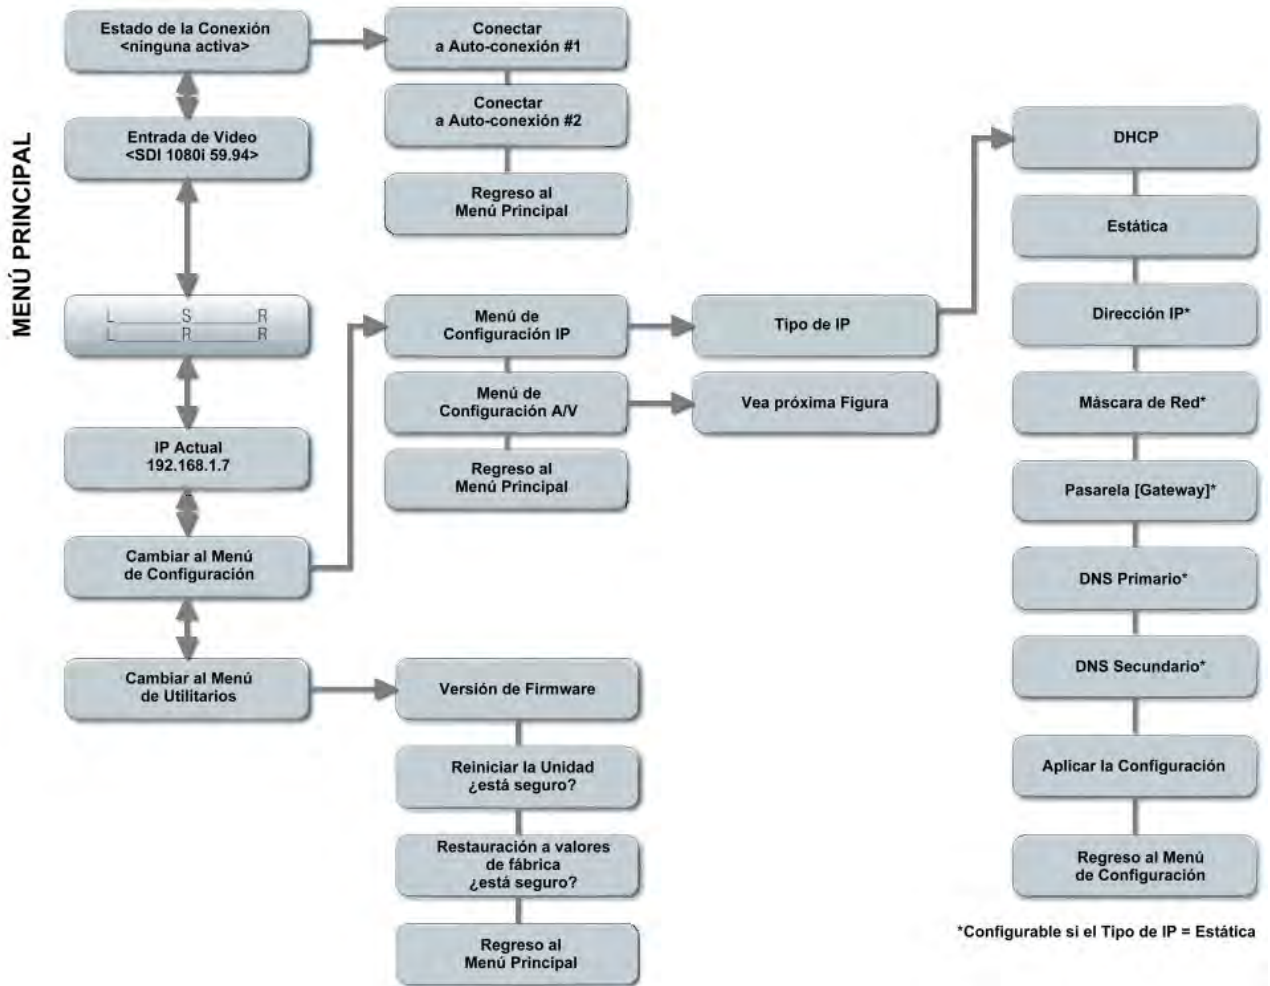 MENÚ PRINCIPAL
Estado de la Conexión
<ninguna activa>
Entrada de Video
<SDI 1080i 59.94>
L S R
L R R
IP Actual
192.168.1.7
Cambiar al Menú
de Configuración
Cambiar al Menú
de Utilitarios
Conectar
a Auto-conexión #1
Conectar
a Auto-conexión #2
Regreso al
Menú Principal
Menú de
Configuración IP
Menú de
Configuración A/V
Regreso al
Menú Principal
Tipo de IP
Vea próxima Figura
Versión de Firmware
Reiniciar la Unidad
¿está seguro?
Restauración a valores
de fábrica
¿está seguro?
Regreso al
Menú Principal
DHCP
Estática
Dirección IP*
Máscara de Red*
Pasarela [Gateway]*
DNS Primario*
DNS Secundario*
Aplicar la Configuración
Regreso al Menú
de Configuración
*Configurable si el Tipo de IP = Estática